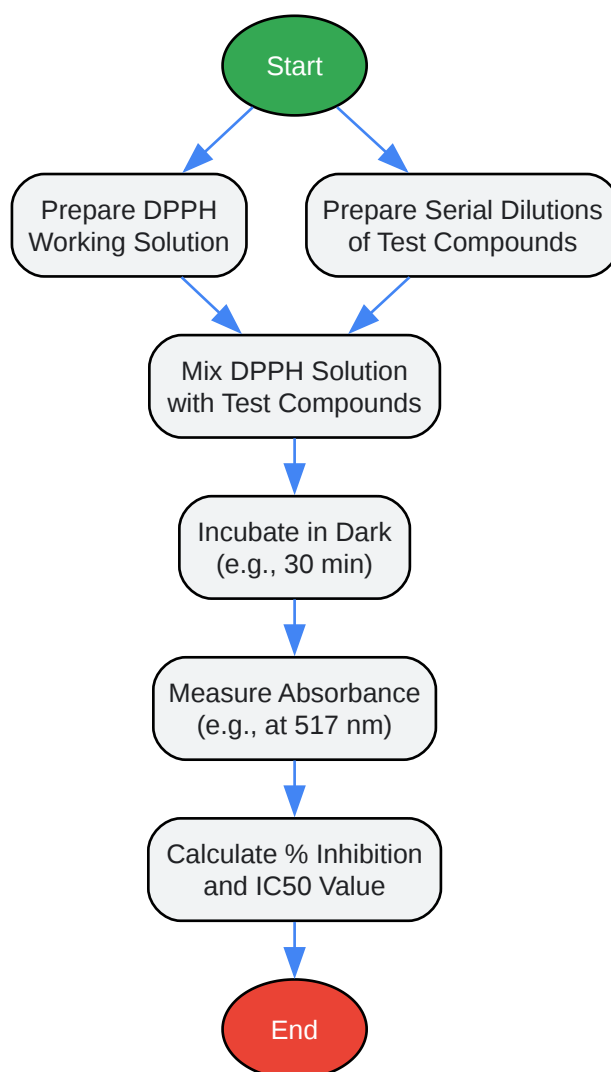 Start
Prepare DPPH
Working Solution
Prepare Serial Dilutions
of Test Compounds
Mix DPPH Solution
with Test Compounds
Incubate in Dark
(e.g., 30 min)
Measure Absorbance
(e.g., at 517 nm)
Calculate % Inhibition
and IC50 Value
End